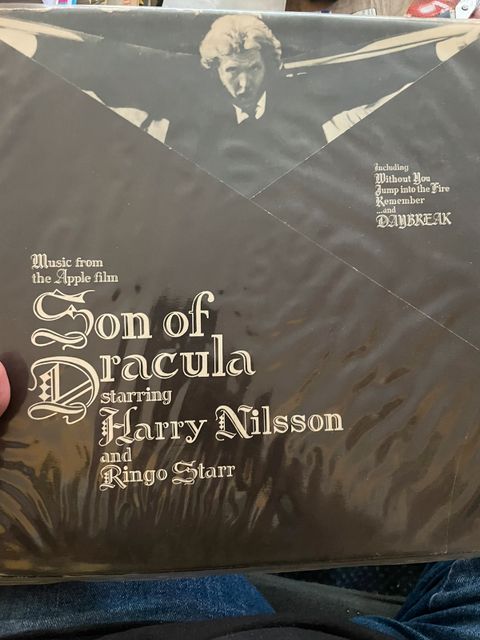 Including
Without You
Jump into the Fire
Remember
...and
DAYBREAK
Music from
the Apple film
Son of
Dracula
starring
Harry Nilsson
and
Ringo Starr